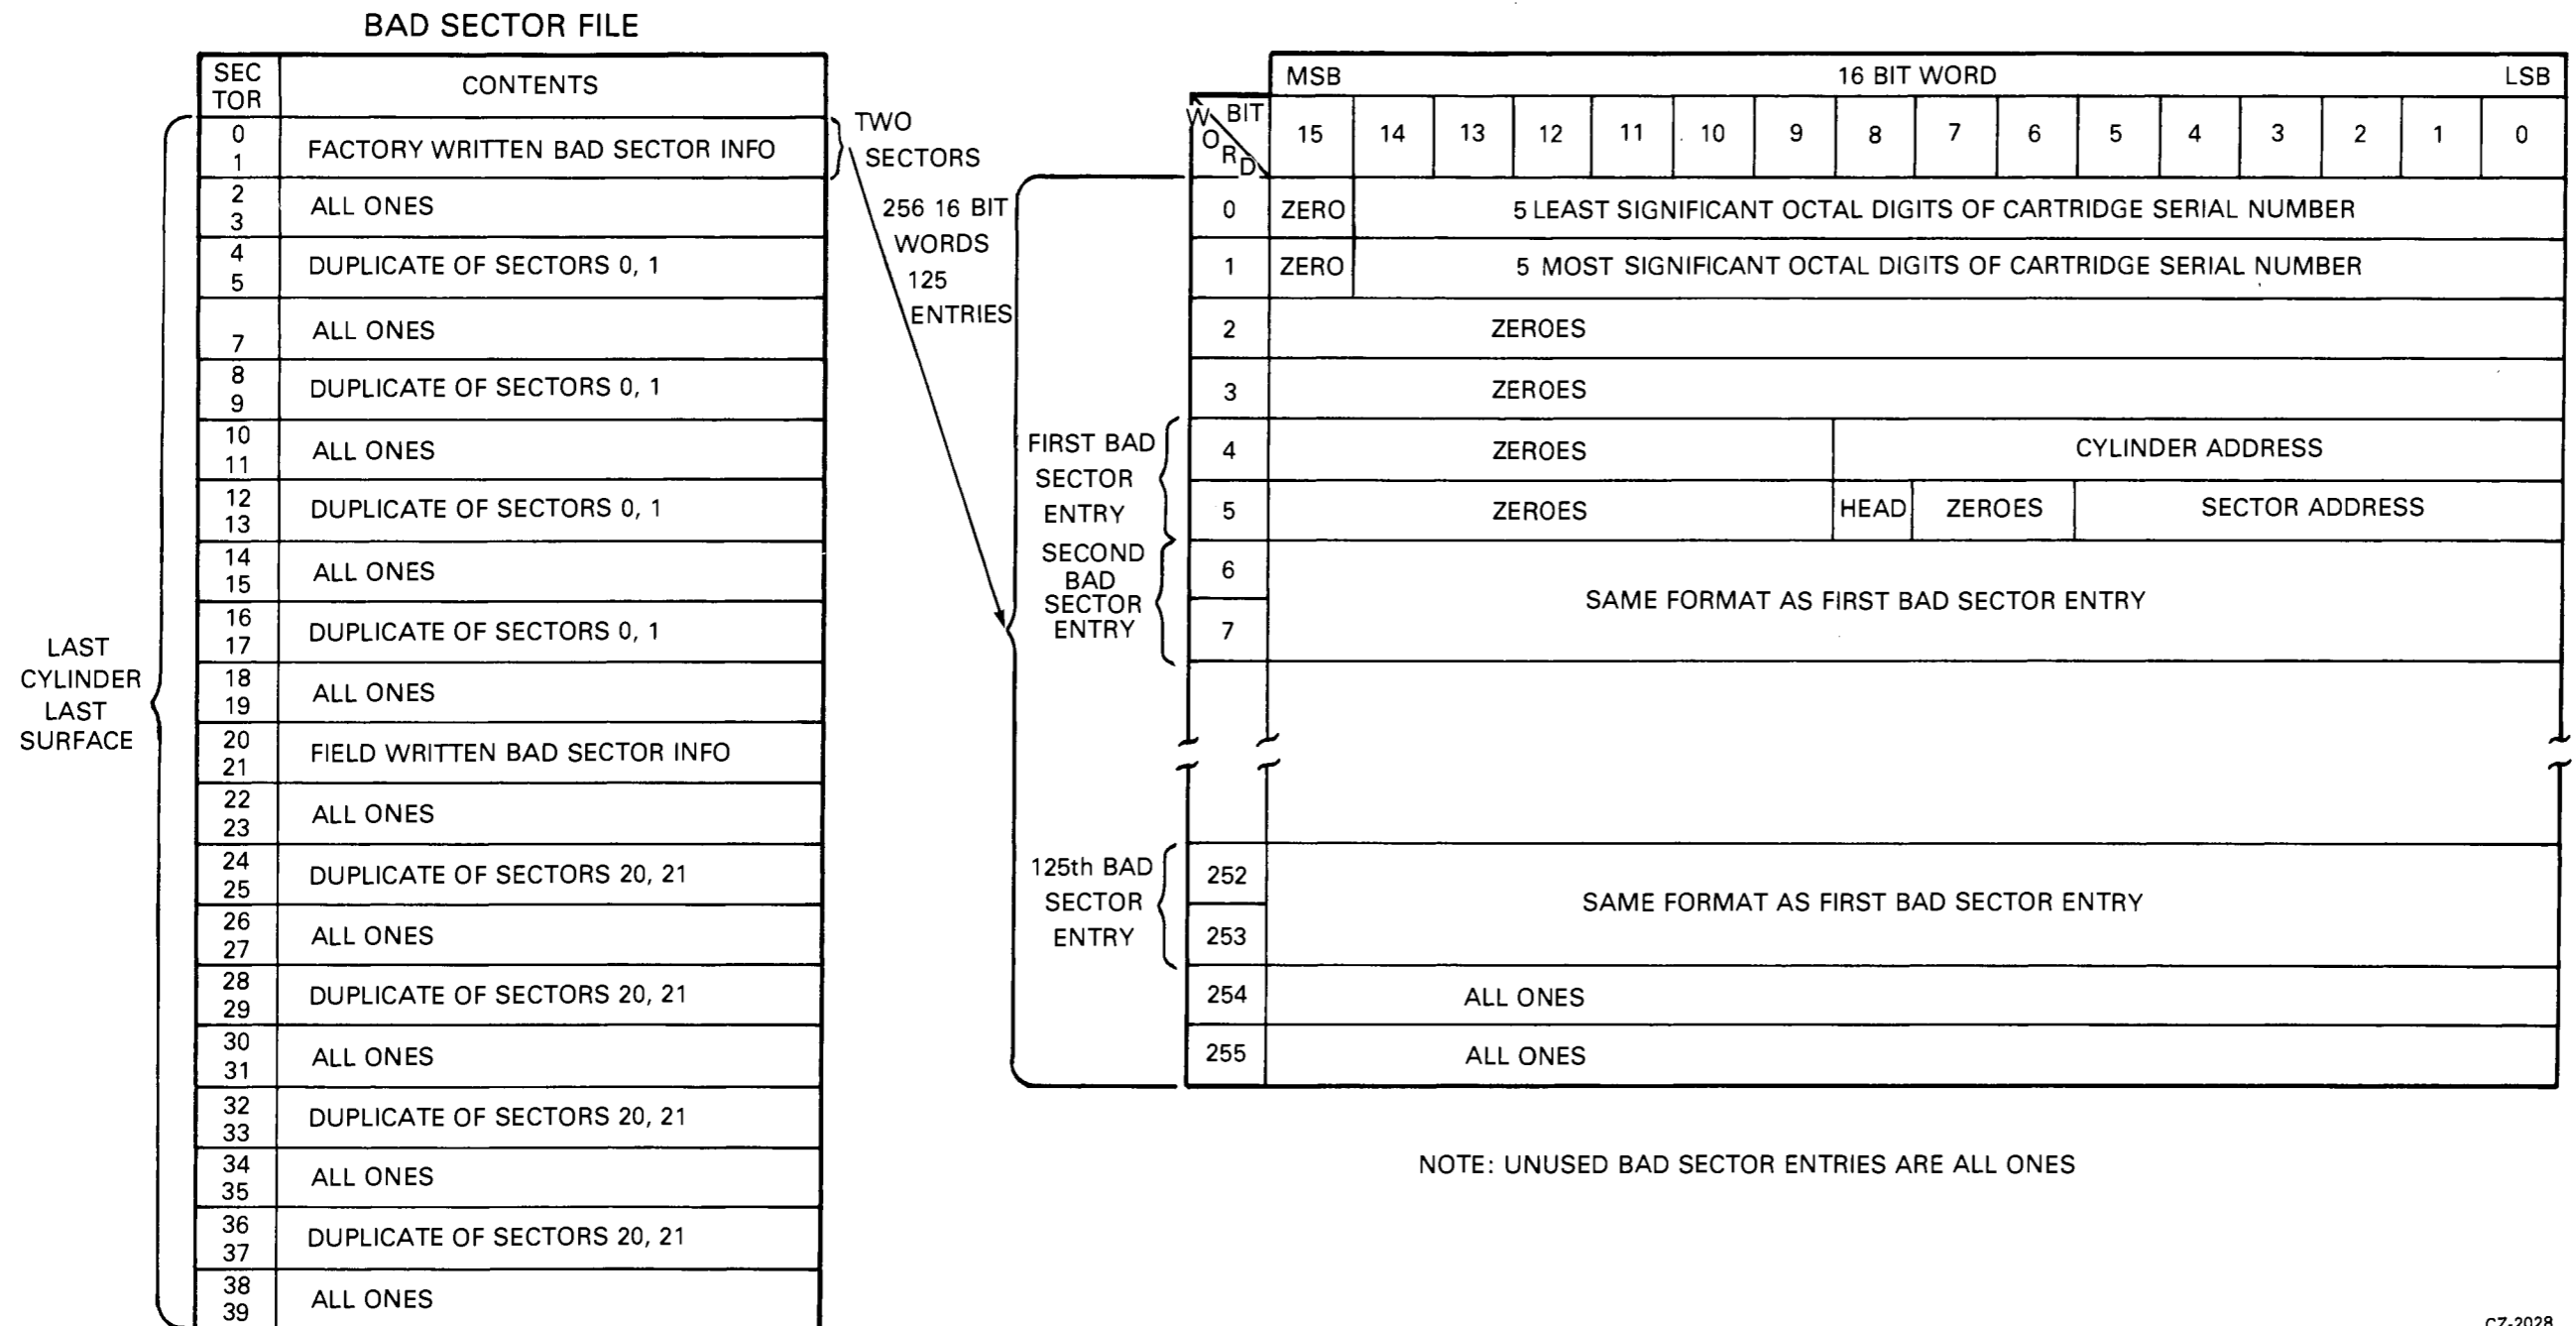 BAD SECTOR FILE
SEC
TOR
CONTENTS
0
1
FACTORY WRITTEN BAD SECTOR INFO
2
3
ALL ONES
4
5
DUPLICATE OF SECTORS 0, 1
7
ALL ONES
8
9
DUPLICATE OF SECTORS 0, 1
10
11
ALL ONES
12
13
DUPLICATE OF SECTORS 0, 1
14
15
ALL ONES
16
17
DUPLICATE OF SECTORS 0, 1
18
19
ALL ONES
20
21
FIELD WRITTEN BAD SECTOR INFO
22
23
ALL ONES
24
25
DUPLICATE OF SECTORS 20, 21
26
27
ALL ONES
28
29
DUPLICATE OF SECTORS 20, 21
30
31
ALL ONES
32
33
DUPLICATE OF SECTORS 20, 21
34
35
ALL ONES
36
37
DUPLICATE OF SECTORS 20, 21
38
39
ALL ONES
LAST
CYLINDER
LAST
SURFACE
TWO
SECTORS
256 16 BIT
WORDS
125
ENTRIES
MSB 16 BIT WORD LSB
WORD BIT 15 14 13 12 11 10 9 8 7 6 5 4 3 2 1 0
0 ZERO 5 LEAST SIGNIFICANT OCTAL DIGITS OF CARTRIDGE SERIAL NUMBER
1 ZERO 5 MOST SIGNIFICANT OCTAL DIGITS OF CARTRIDGE SERIAL NUMBER
2 ZEROES
3 ZEROES
FIRST BAD
SECTOR
ENTRY
4 ZEROES CYLINDER ADDRESS
5 ZEROES HEAD ZEROES SECTOR ADDRESS
SECOND
BAD
SECTOR
ENTRY
6
7
SAME FORMAT AS FIRST BAD SECTOR ENTRY
125th BAD
SECTOR
ENTRY
252
253
SAME FORMAT AS FIRST BAD SECTOR ENTRY
254 ALL ONES
255 ALL ONES
NOTE: UNUSED BAD SECTOR ENTRIES ARE ALL ONES
CZ-2028